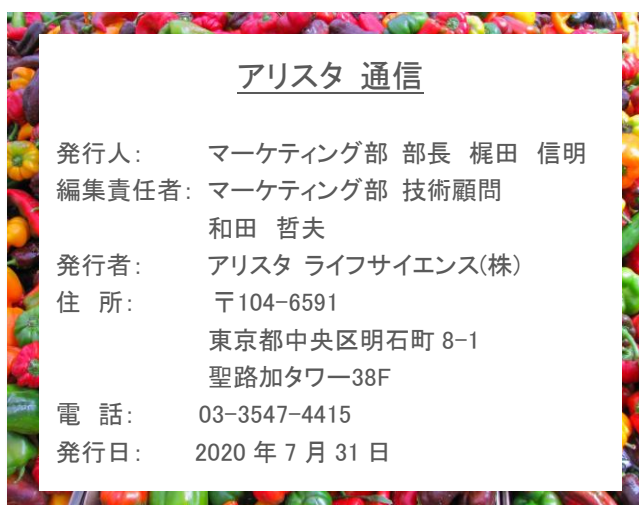 アリスタ 通信
発行人: マーケティング部 部長 梶田 信明
編集責任者: マーケティング部 技術顧問
和田 哲夫
発行者: アリスタ ライフサイエンス(株)
住 所: 〒104-6591
東京都中央区明石町 8-1
聖路加タワー38F
電 話: 03-3547-4415
発行日: 2020 年 7 月 31 日